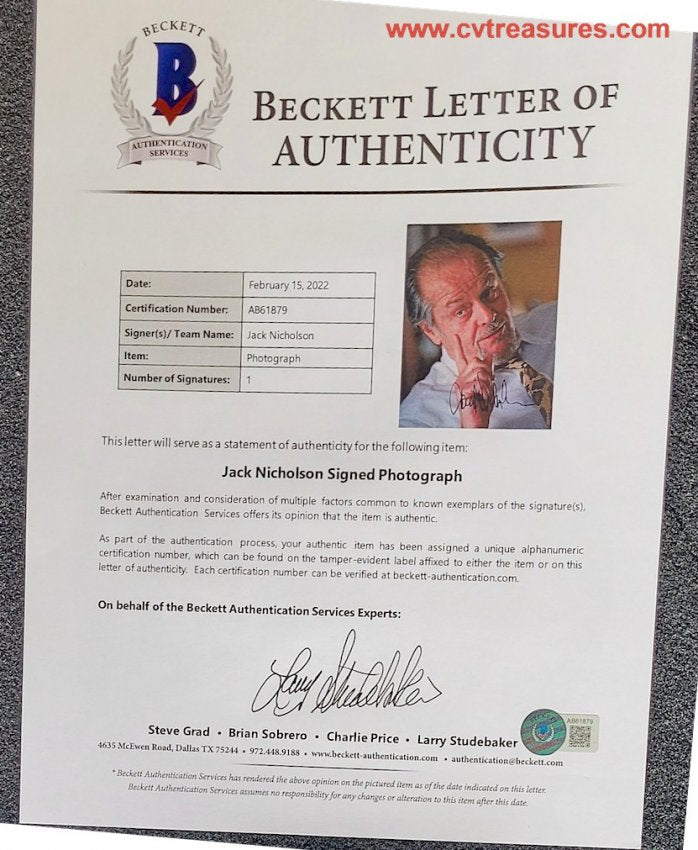 www.cvtreasures.com
BECKETT
B
AUTHENTICATION
SERVICES
BECKETT LETTER OF
AUTHENTICITY
Date: February 15, 2022
Certification Number: AB61879
Signer(s)/ Team Name: Jack Nicholson
Item: Photograph
Number of Signatures: 1
This letter will serve as a statement of authenticity for the following item:
Jack Nicholson Signed Photograph
After examination and consideration of multiple factors common to known exemplars of the signature(s),
Beckett Authentication Services offers its opinion that the item is authentic.
As part of the authentication process, your authentic item has been assigned a unique alphanumeric
certification number, which can be found on the tamper-evident label affixed to either the item or on this
letter of authenticity. Each certification number can be verified at beckett-authentication.com.
On behalf of the Beckett Authentication Services Experts:
Larry Studebaker
Steve Grad • Brian Sobrero • Charlie Price • Larry Studebaker
AB61879
4635 McEwen Road, Dallas TX 75244 • 972.448.9188 • www.beckett-authentication.com • authentication@beckett.com
* Beckett Authentication Services has rendered the above opinion on the pictured item as of the date indicated on this letter.
Beckett Authentication Services assumes no responsibility for any changes or alteration to this item after this date.